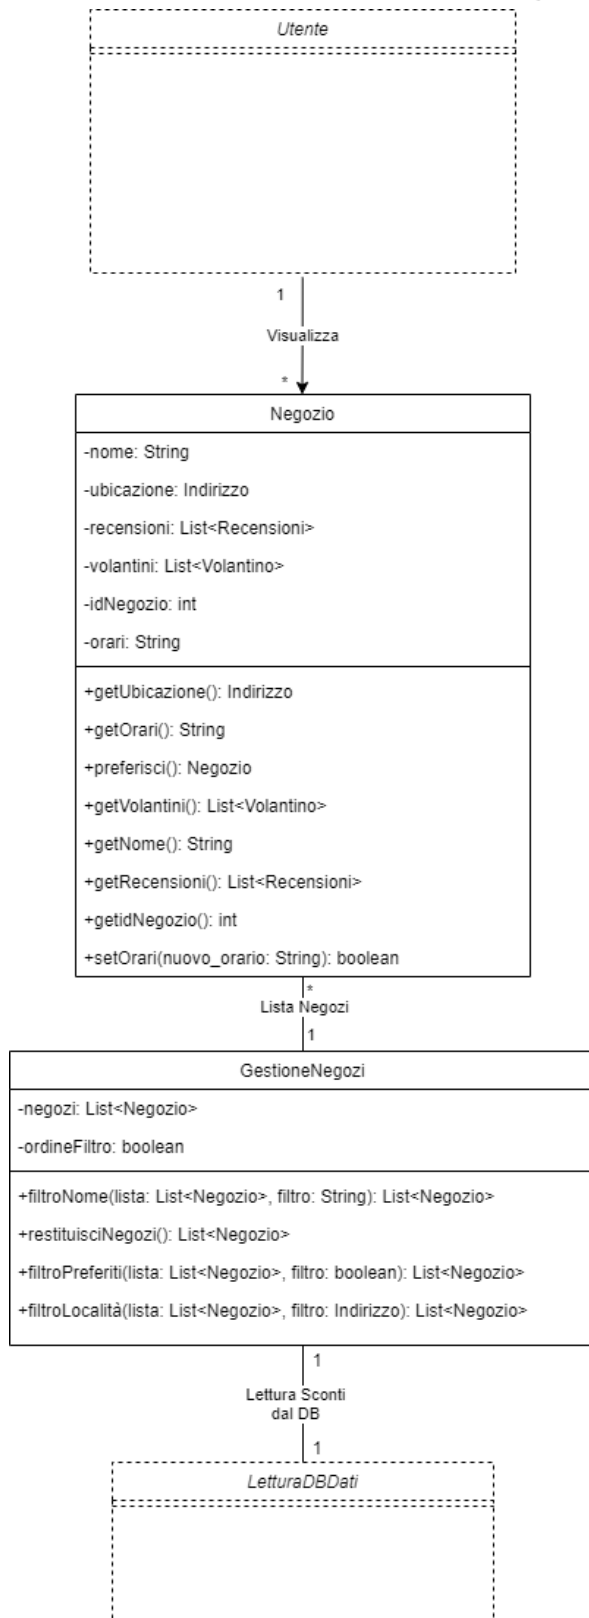 Utente
1
Visualizza
*
Negozio
-nome: String
-ubicazione: Indirizzo
-recensioni: List<Recensioni>
-volantini: List<Volantino>
-idNegozio: int
-orari: String
+getUbicazione(): Indirizzo
+getOrari(): String
+preferisci(): Negozio
+getVolantini(): List<Volantino>
+getNome(): String
+getRecensioni(): List<Recensioni>
+getidNegozio(): int
+setOrari(nuovo_orario: String): boolean
*
Lista Negozi
1
GestioneNegozi
-negozi: List<Negozio>
-ordineFiltro: boolean
+filtroNome(lista: List<Negozio>, filtro: String): List<Negozio>
+restituisciNegozi(): List<Negozio>
+filtroPreferiti(lista: List<Negozio>, filtro: boolean): List<Negozio>
+filtroLocalità(lista: List<Negozio>, filtro: Indirizzo): List<Negozio>
1
Lettura Sconti
dal DB
1
LetturaDBDati